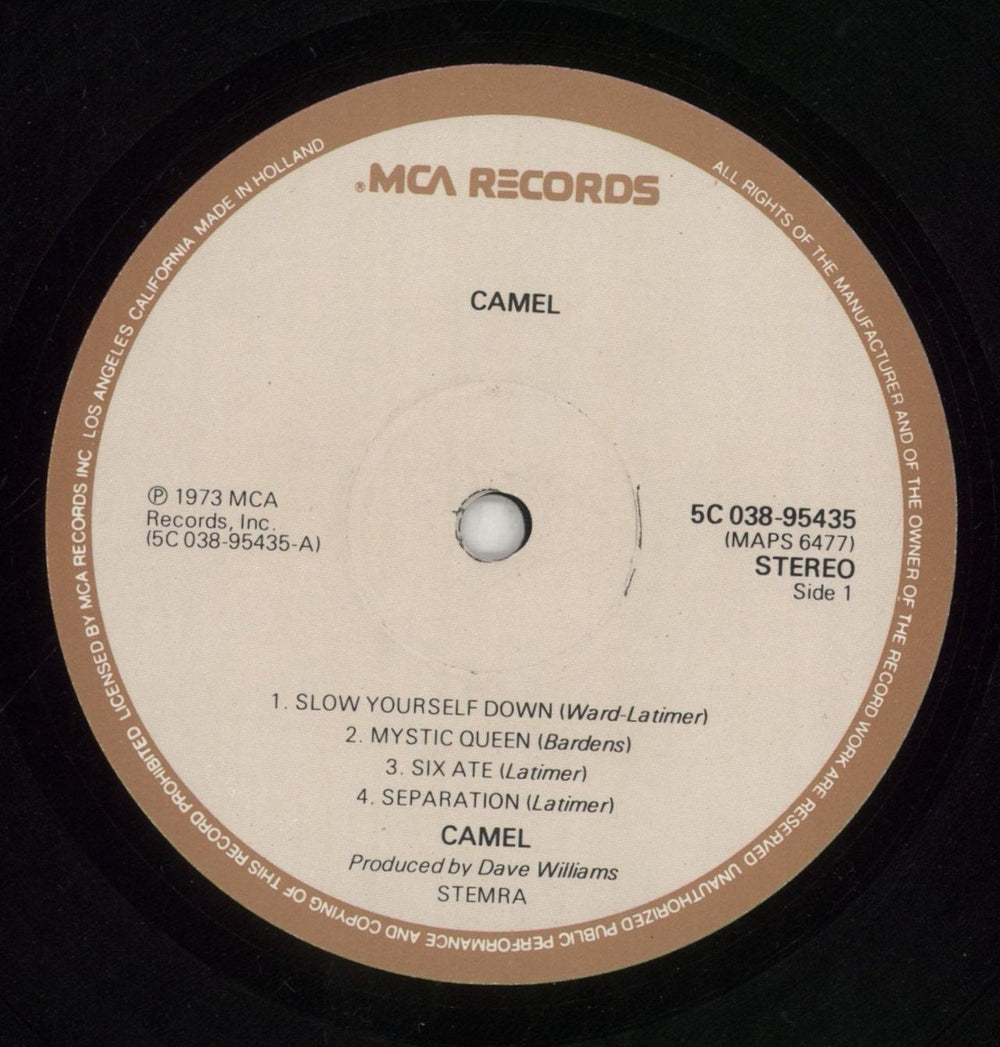 ®MCA RECORDS
CAMEL
℗ 1973 MCA
Records, Inc.
(5C 038-95435-A)
5C 038-95435
(MAPS 6477)
STEREO
Side 1
1. SLOW YOURSELF DOWN (Ward-Latimer)
2. MYSTIC QUEEN (Bardens)
3. SIX ATE (Latimer)
4. SEPARATION (Latimer)
CAMEL
Produced by Dave Williams
STEMRA
ALL RIGHTS OF THE MANUFACTURER AND OF THE OWNER OF THE RECORD WORK ARE RESERVED UNAUTHORIZED PUBLIC PERFORMANCE AND COPYING OF THIS RECORD PROHIBITED LICENSED BY MCA RECORDS INC. LOS ANGELES CALIFORNIA MADE IN HOLLAND